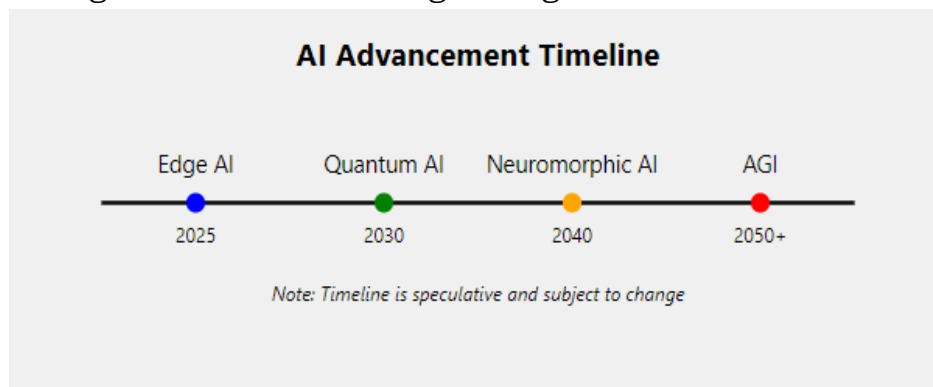 AI Advancement Timeline
Edge AI Quantum AI Neuromorphic AI AGI
2025 2030 2040 2050+
Note: Timeline is speculative and subject to change